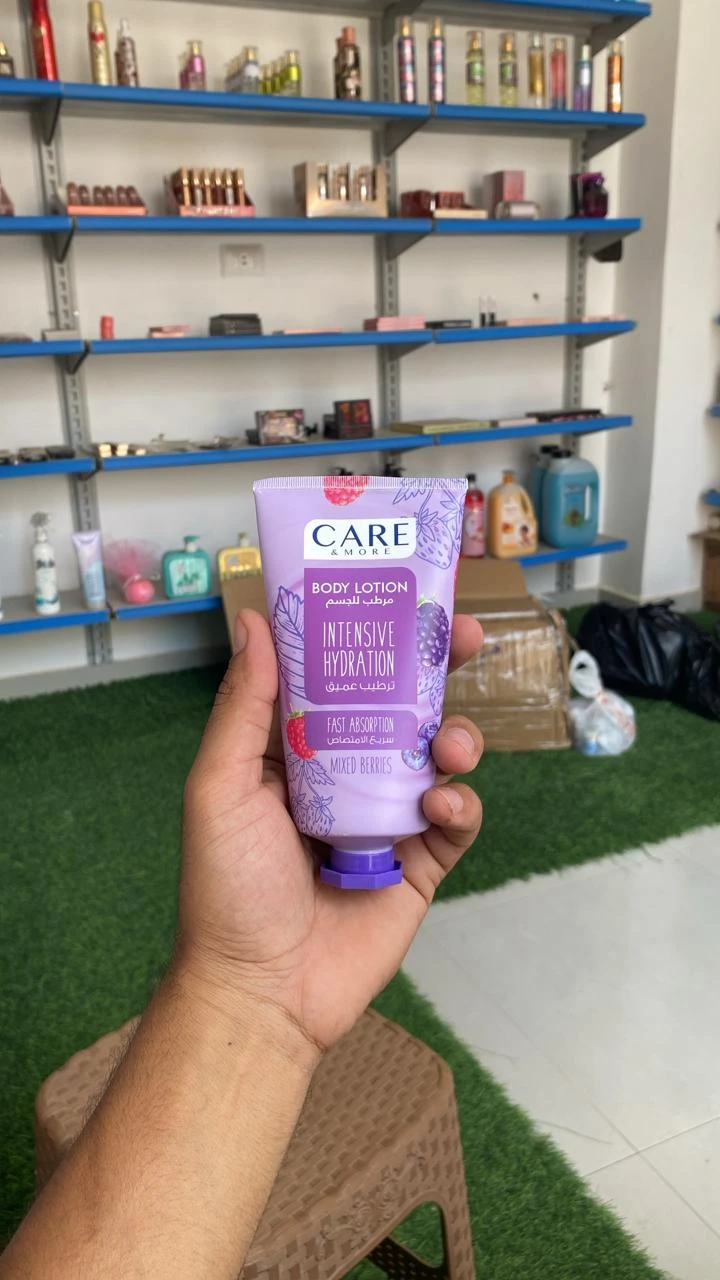 CARE
& MORE
BODY LOTION
مرطب للجسم
INTENSIVE
HYDRATION
ترطيب عميق
FAST ABSORPTION
سريع الامتصاص
MIXED BERRIES